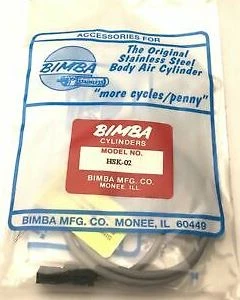 ACCESSORIES FOR
BIMBA
STAINLESS
The Original
Stainless Steel
Body Air Cylinder
"more cycles/penny"
BIMBA
CYLINDERS
MODEL NO.
HSK-02
BIMBA MFG. CO.
MONEE, ILL.
BIMBA MFG. CO. MONEE, IL 60449